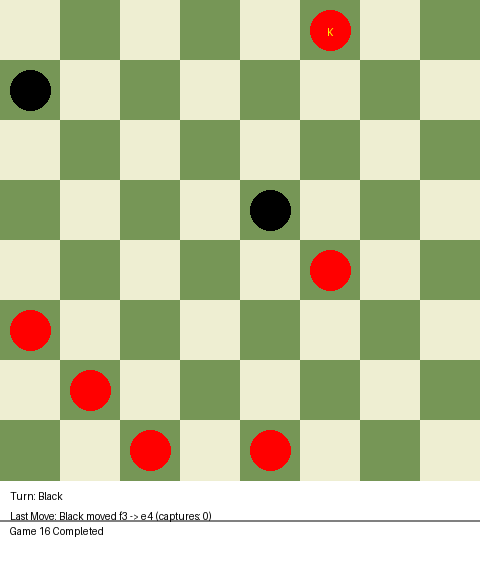 K
Turn: Black
Last Move: Black moved f3 -> e4 (captures: 0)
Game 16 Completed